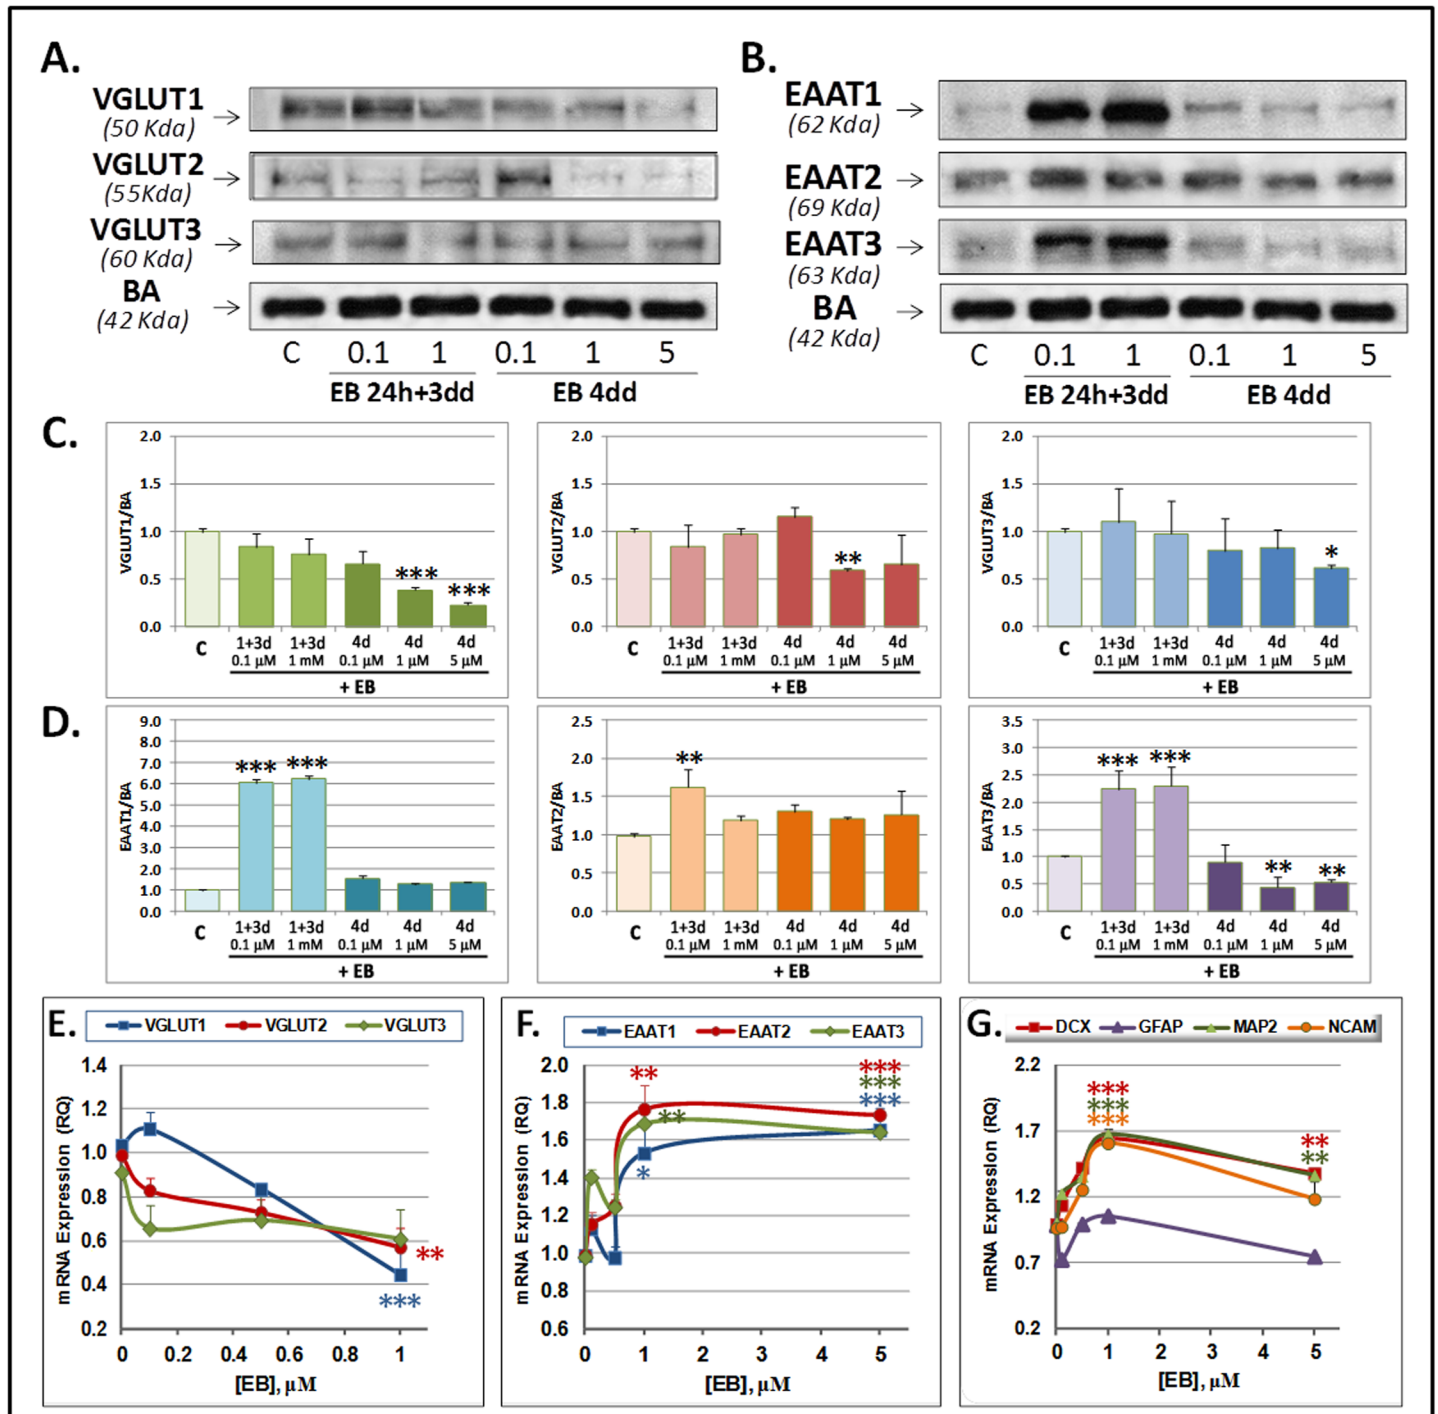 A.
VGLUT1
(50 Kda)
VGLUT2
(55Kda)
VGLUT3
(60 Kda)
BA
(42 Kda)
C 0.1 1 0.1 1 5
EB 24h+3dd EB 4dd
B.
EAAT1
(62 Kda)
EAAT2
(69 Kda)
EAAT3
(63 Kda)
BA
(42 Kda)
C 0.1 1 0.1 1 5
EB 24h+3dd EB 4dd
C.
VGLUT1/BA
2.0
1.5
1.0
0.5
0.0
*** ***
C 1+3d 1+3d 4d 4d 4d
0.1 µM 1 mM 0.1 µM 1 µM 5 µM
+ EB
VGLUT2/BA
2.0
1.5
1.0
0.5
0.0
**
C 1+3d 1+3d 4d 4d 4d
0.1 µM 1 mM 0.1 µM 1 µM 5 µM
+ EB
VGLUT3/BA
2.0
1.5
1.0
0.5
0.0
*
C 1+3d 1+3d 4d 4d 4d
0.1 µM 1 mM 0.1 µM 1 µM 5 µM
+ EB
D.
EAAT1/BA
9.0
8.0
7.0
6.0
5.0
4.0
3.0
2.0
1.0
0.0
*** ***
C 1+3d 1+3d 4d 4d 4d
0.1 µM 1 mM 0.1 µM 1 µM 5 µM
+ EB
EAAT2/BA
2.5
2.0
1.5
1.0
0.5
0.0
**
C 1+3d 1+3d 4d 4d 4d
0.1 µM 1 mM 0.1 µM 1 µM 5 µM
+ EB
EAAT3/BA
3.5
3.0
2.5
2.0
1.5
1.0
0.5
0.0
*** *** ** **
C 1+3d 1+3d 4d 4d 4d
0.1 µM 1 mM 0.1 µM 1 µM 5 µM
+ EB
E.
VGLUT1 VGLUT2 VGLUT3
mRNA Expression (RQ)
1.4
1.2
1.0
0.8
0.6
0.4
0.2
**
***
0 0.2 0.4 0.6 0.8 1
[EB], µM
F.
EAAT1 EAAT2 EAAT3
mRNA Expression (RQ)
2.0
1.8
1.6
1.4
1.2
1.0
0.8
0.6
**
**
*
***
***
***
0 1 2 3 4 5
[EB], µM
G.
DCX GFAP MAP2 NCAM
mRNA Expression (RQ)
2.2
1.7
1.2
0.7
0.2
***
***
***
**
**
0 1 2 3 4 5
[EB], µM